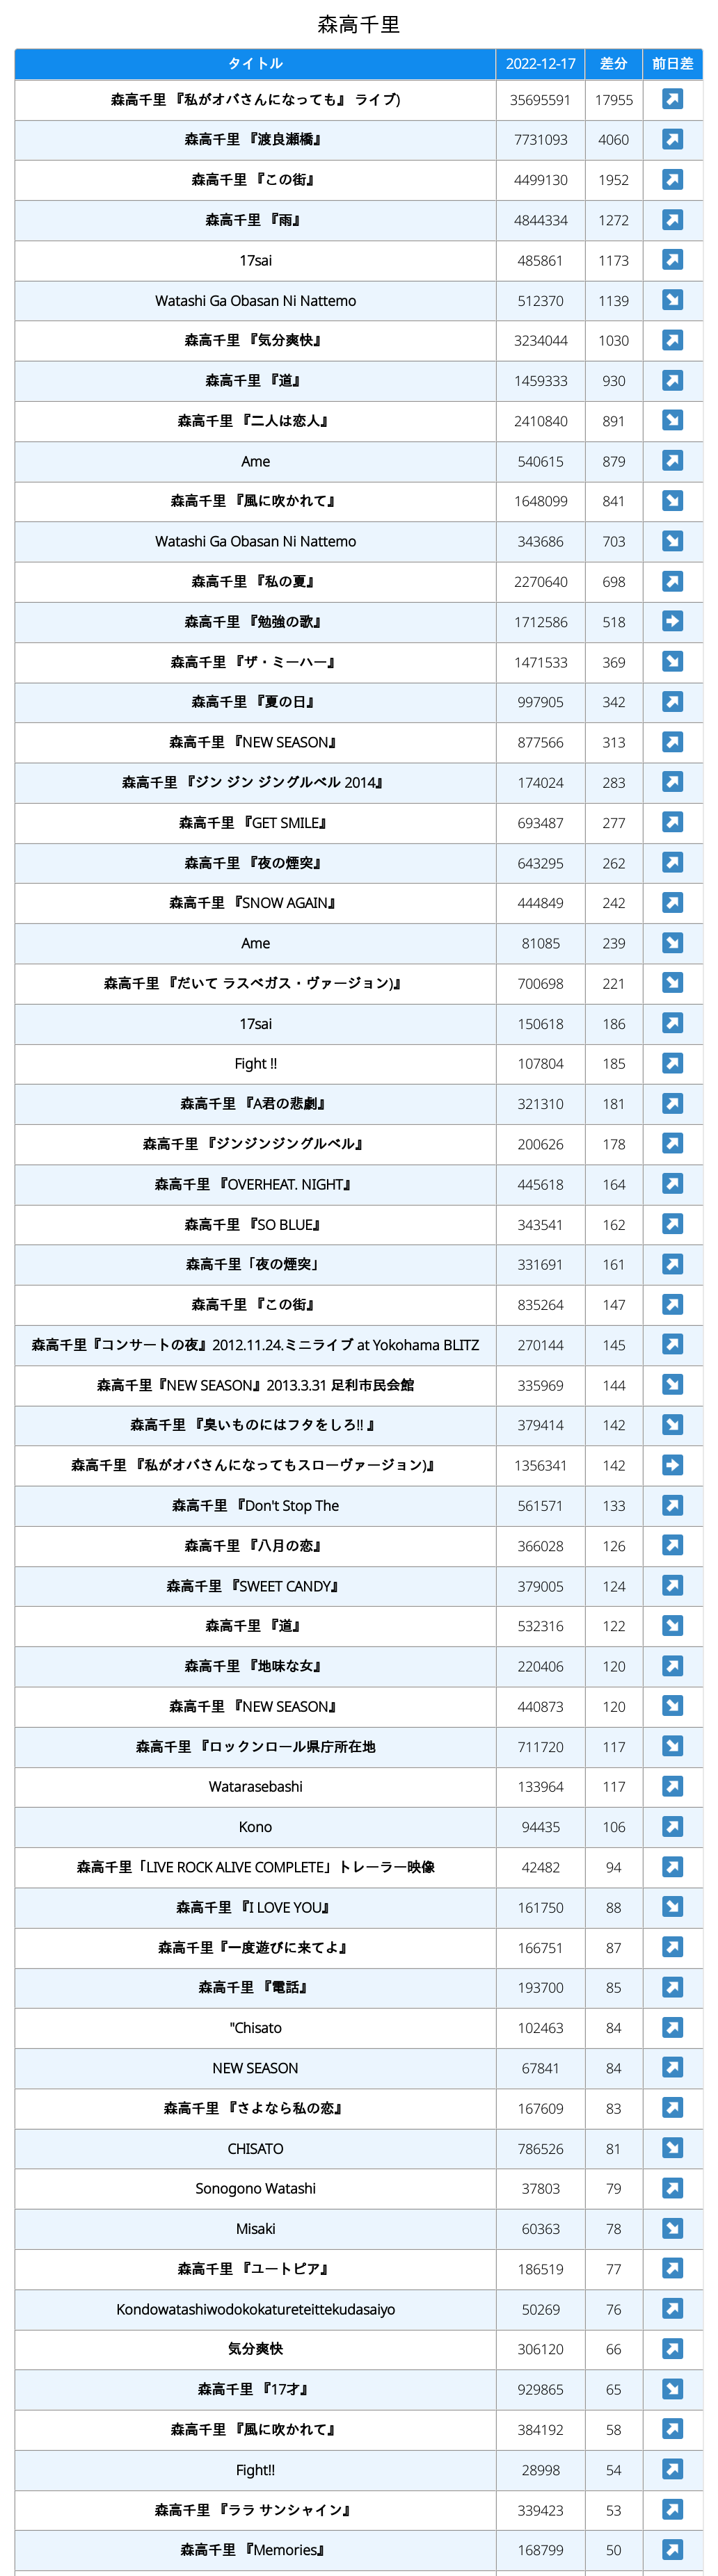 森高千里
タイトル 2022-12-17 差分 前日差
森高千里 『私がオバさんになっても』 ライブ) 35695591 17955
森高千里 『渡良瀬橋』 7731093 4060
森高千里 『この街』 4499130 1952
森高千里 『雨』 4844334 1272
17sai 485861 1173
Watashi Ga Obasan Ni Nattemo 512370 1139
森高千里 『気分爽快』 3234044 1030
森高千里 『道』 1459333 930
森高千里 『二人は恋人』 2410840 891
Ame 540615 879
森高千里 『風に吹かれて』 1648099 841
Watashi Ga Obasan Ni Nattemo 343686 703
森高千里 『私の夏』 2270640 698
森高千里 『勉強の歌』 1712586 518
森高千里 『ザ・ミーハー』 1471533 369
森高千里 『夏の日』 997905 342
森高千里 『NEW SEASON』 877566 313
森高千里 『ジン ジン ジングルベル 2014』 174024 283
森高千里 『GET SMILE』 693487 277
森高千里 『夜の煙突』 643295 262
森高千里 『SNOW AGAIN』 444849 242
Ame 81085 239
森高千里 『だいて ラスベガス・ヴァージョン)』 700698 221
17sai 150618 186
Fight !! 107804 185
森高千里 『A君の悲劇』 321310 181
森高千里 『ジンジンジングルベル』 200626 178
森高千里 『OVERHEAT. NIGHT』 445618 164
森高千里 『SO BLUE』 343541 162
森高千里「夜の煙突」 331691 161
森高千里 『この街』 835264 147
森高千里『コンサートの夜』2012.11.24.ミニライブ at Yokohama BLITZ 270144 145
森高千里『NEW SEASON』2013.3.31 足利市民会館 335969 144
森高千里 『臭いものにはフタをしろ!! 』 379414 142
森高千里 『私がオバさんになってもスローヴァージョン)』 1356341 142
森高千里 『Don't Stop The 561571 133
森高千里 『八月の恋』 366028 126
森高千里 『SWEET CANDY』 379005 124
森高千里 『道』 532316 122
森高千里 『地味な女』 220406 120
森高千里 『NEW SEASON』 440873 120
森高千里 『ロックンロール県庁所在地 711720 117
Watarasebashi 133964 117
Kono 94435 106
森高千里「LIVE ROCK ALIVE COMPLETE」トレーラー映像 42482 94
森高千里 『I LOVE YOU』 161750 88
森高千里『一度遊びに来てよ』 166751 87
森高千里 『電話』 193700 85
"Chisato 102463 84
NEW SEASON 67841 84
森高千里 『さよなら私の恋』 167609 83
CHISATO 786526 81
Sonogono Watashi 37803 79
Misaki 60363 78
森高千里 『ユートピア』 186519 77
Kondowatashiwodokokatureteittekudasaiyo 50269 76
気分爽快 306120 66
森高千里 『17才』 929865 65
森高千里 『風に吹かれて』 384192 58
Fight!! 28998 54
森高千里 『ララ サンシャイン』 339423 53
森高千里 『Memories』 168799 50